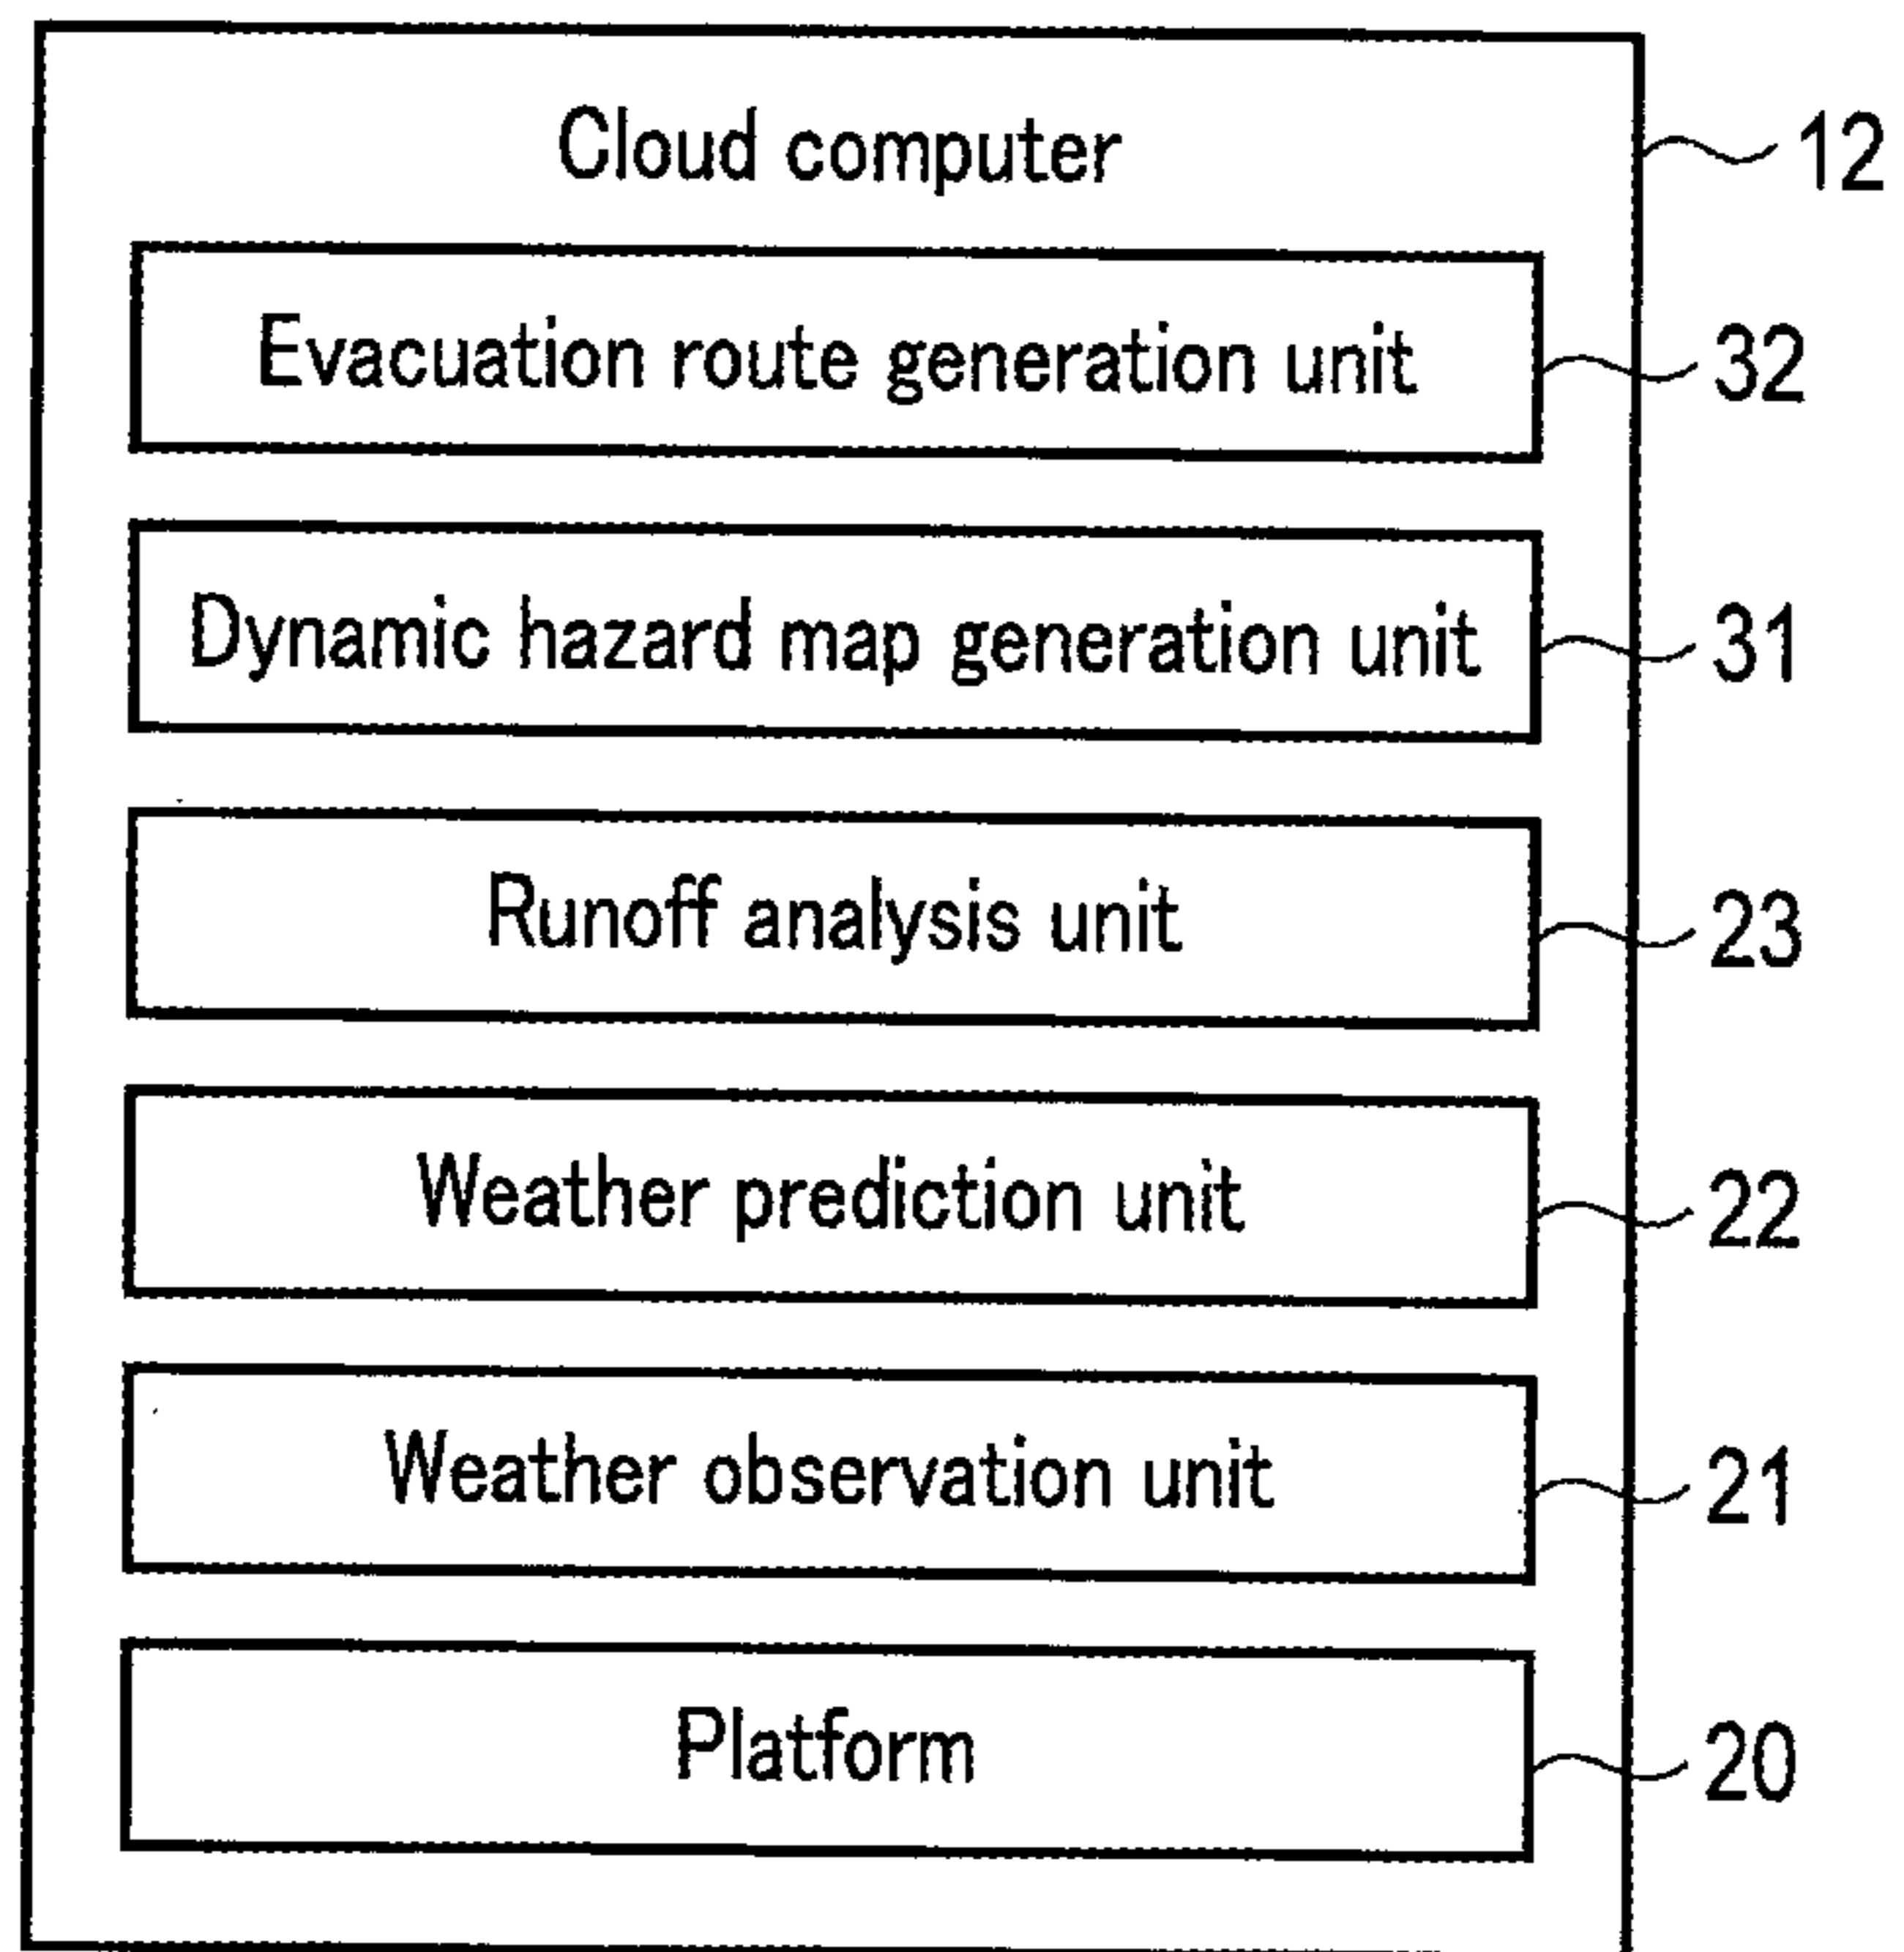 Cloud computer 12
Evacuation route generation unit 32
Dynamic hazard map generation unit 31
Runoff analysis unit 23
Weather prediction unit 22
Weather observation unit 21
Platform 20